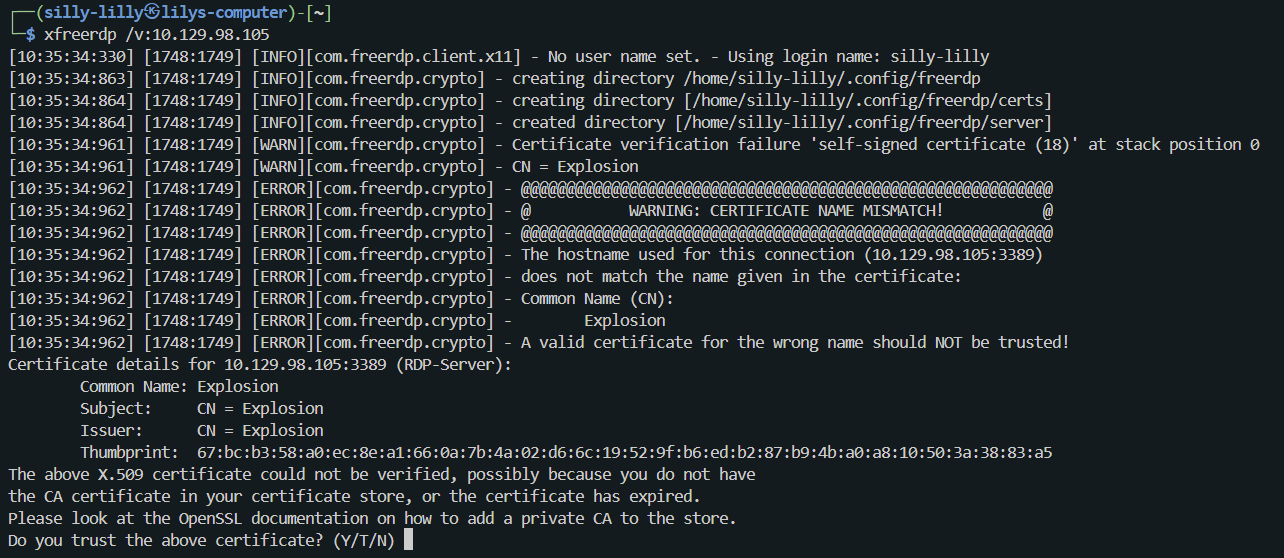 ┌──(silly-lilly㉿lilys-computer)-[~]
└─$ xfreerdp /v:10.129.98.105
[10:35:34:330] [1748:1749] [INFO][com.freerdp.client.x11] - No user name set. - Using login name: silly-lilly
[10:35:34:863] [1748:1749] [INFO][com.freerdp.crypto] - creating directory /home/silly-lilly/.config/freerdp
[10:35:34:864] [1748:1749] [INFO][com.freerdp.crypto] - creating directory [/home/silly-lilly/.config/freerdp/certs]
[10:35:34:864] [1748:1749] [INFO][com.freerdp.crypto] - created directory [/home/silly-lilly/.config/freerdp/server]
[10:35:34:961] [1748:1749] [WARN][com.freerdp.crypto] - Certificate verification failure 'self-signed certificate (18)' at stack position 0
[10:35:34:961] [1748:1749] [WARN][com.freerdp.crypto] - CN = Explosion
[10:35:34:962] [1748:1749] [ERROR][com.freerdp.crypto] - @@@@@@@@@@@@@@@@@@@@@@@@@@@@@@@@@@@@@@@@@@@@@@@@@@@@@@@@@@@
[10:35:34:962] [1748:1749] [ERROR][com.freerdp.crypto] - @           WARNING: CERTIFICATE NAME MISMATCH!           @
[10:35:34:962] [1748:1749] [ERROR][com.freerdp.crypto] - @@@@@@@@@@@@@@@@@@@@@@@@@@@@@@@@@@@@@@@@@@@@@@@@@@@@@@@@@@@
[10:35:34:962] [1748:1749] [ERROR][com.freerdp.crypto] - The hostname used for this connection (10.129.98.105:3389)
[10:35:34:962] [1748:1749] [ERROR][com.freerdp.crypto] - does not match the name given in the certificate:
[10:35:34:962] [1748:1749] [ERROR][com.freerdp.crypto] - Common Name (CN):
[10:35:34:962] [1748:1749] [ERROR][com.freerdp.crypto] -        Explosion
[10:35:34:962] [1748:1749] [ERROR][com.freerdp.crypto] - A valid certificate for the wrong name should NOT be trusted!
Certificate details for 10.129.98.105:3389 (RDP-Server):
        Common Name: Explosion
        Subject:     CN = Explosion
        Issuer:      CN = Explosion
        Thumbprint:  67:bc:b3:58:a0:ec:8e:a1:66:0a:7b:4a:02:d6:6c:19:52:9f:b6:ed:b2:87:b9:4b:a0:a8:10:50:3a:38:83:a5
The above X.509 certificate could not be verified, possibly because you do not have
the CA certificate in your certificate store, or the certificate has expired.
Please look at the OpenSSL documentation on how to add a private CA to the store.
Do you trust the above certificate? (Y/T/N)